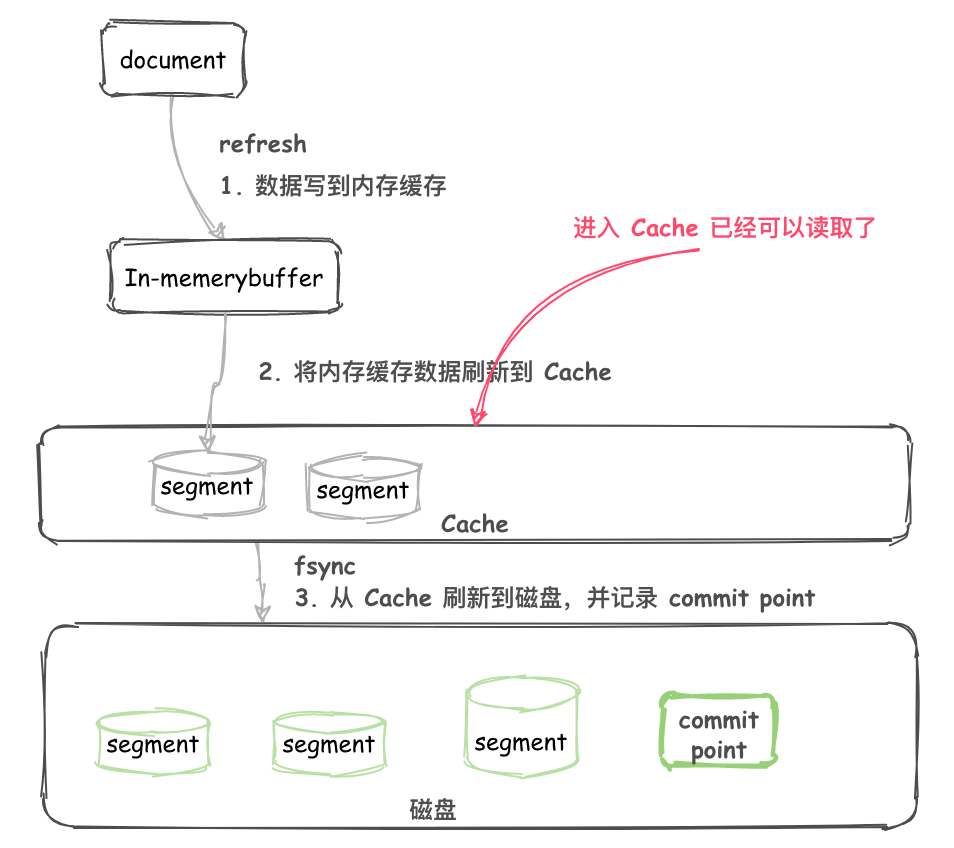 document
refresh
1. 数据写到内存缓存
进入 Cache 已经可以读取了
In-memerybuffer
2. 将内存缓存数据刷新到 Cache
segment
segment
Cache
fsync
3. 从 Cache 刷新到磁盘，并记录 commit point
segment
segment
segment
commit
point
磁盘